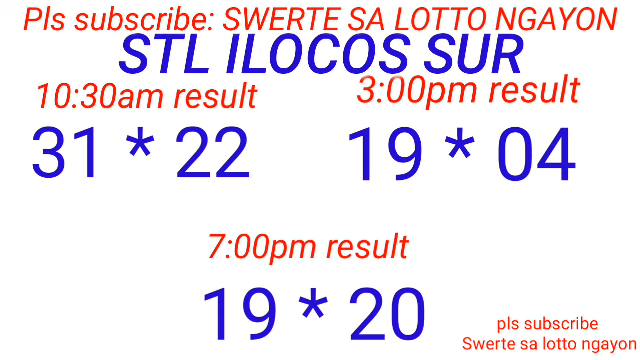 Pls subscribe: SWERTE SA LOTTO NGAYON
STL ILOCOS SUR
10:30am result
31 * 22
3:00pm result
19 * 04
7:00pm result
19 * 20
pls subscribe
Swerte sa lotto ngayon